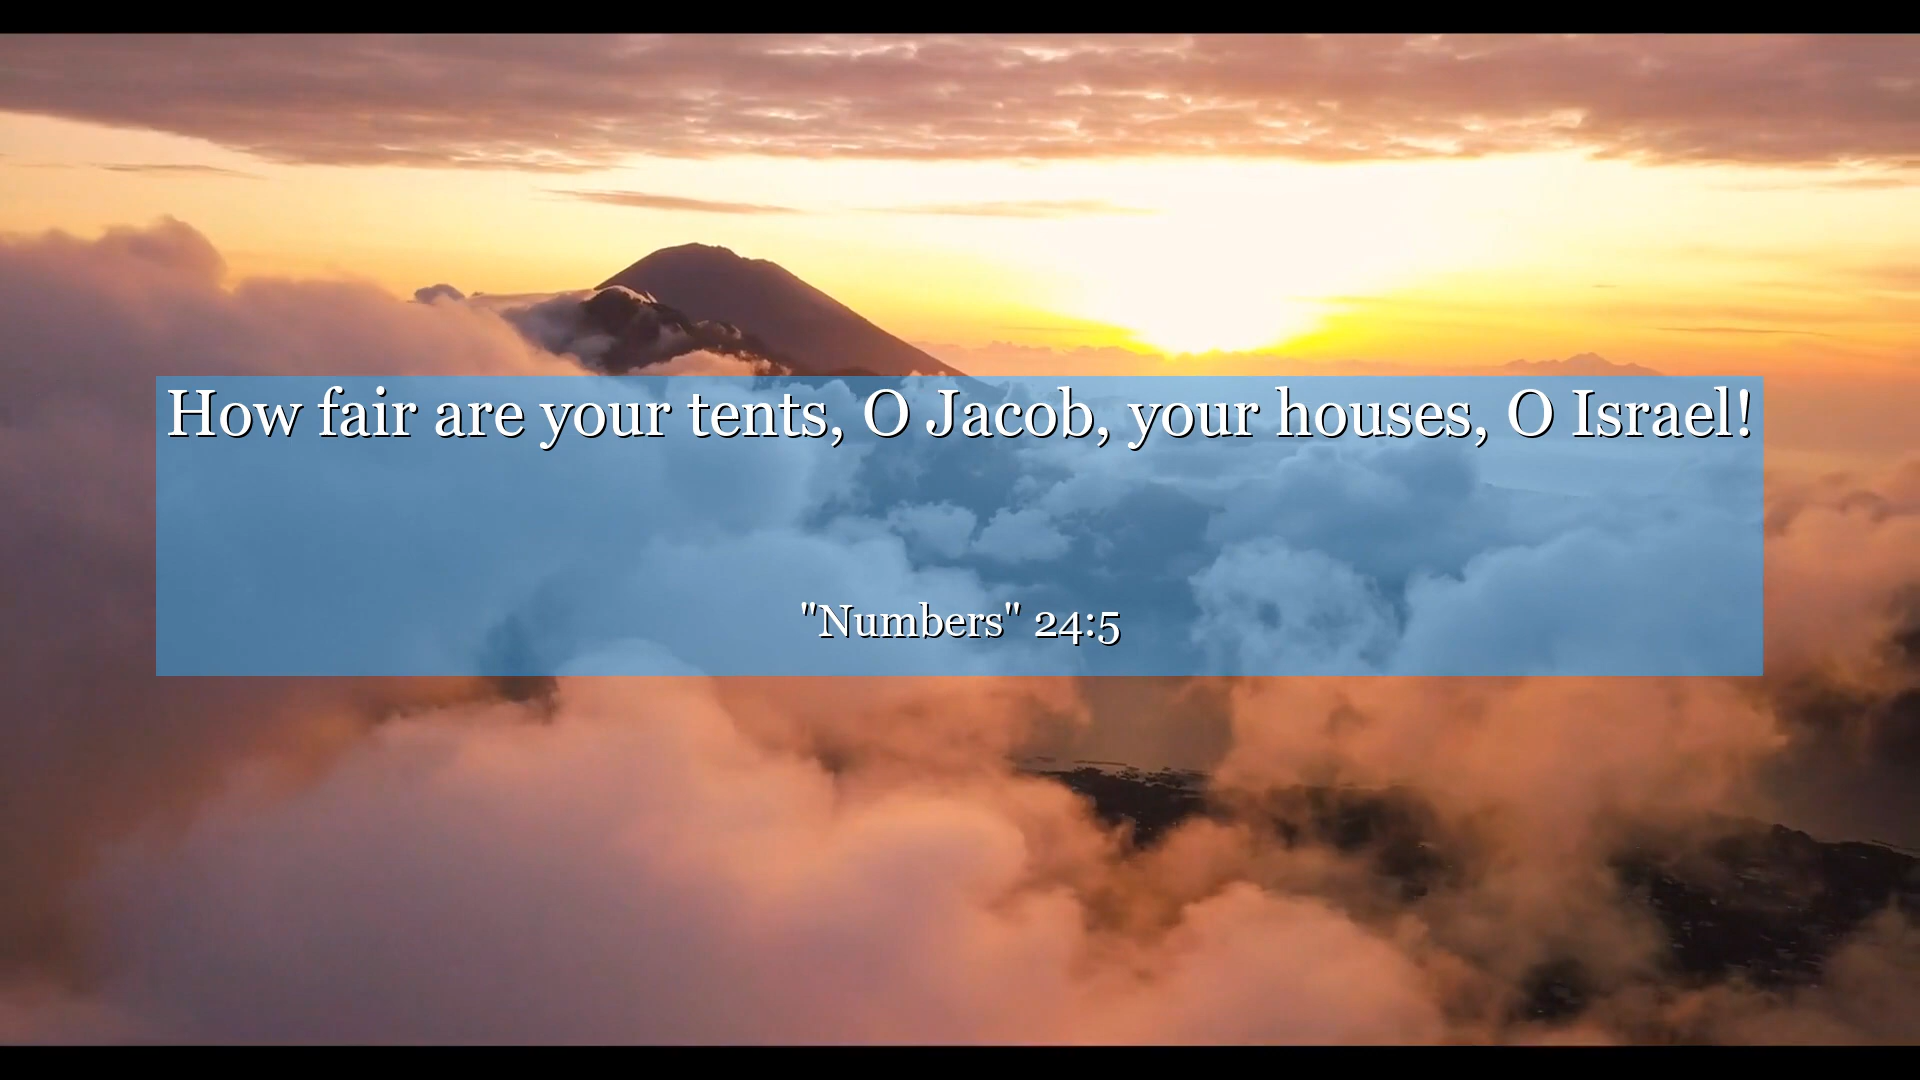 How fair are your tents, O Jacob, your houses, O Israel!
"Numbers" 24:5